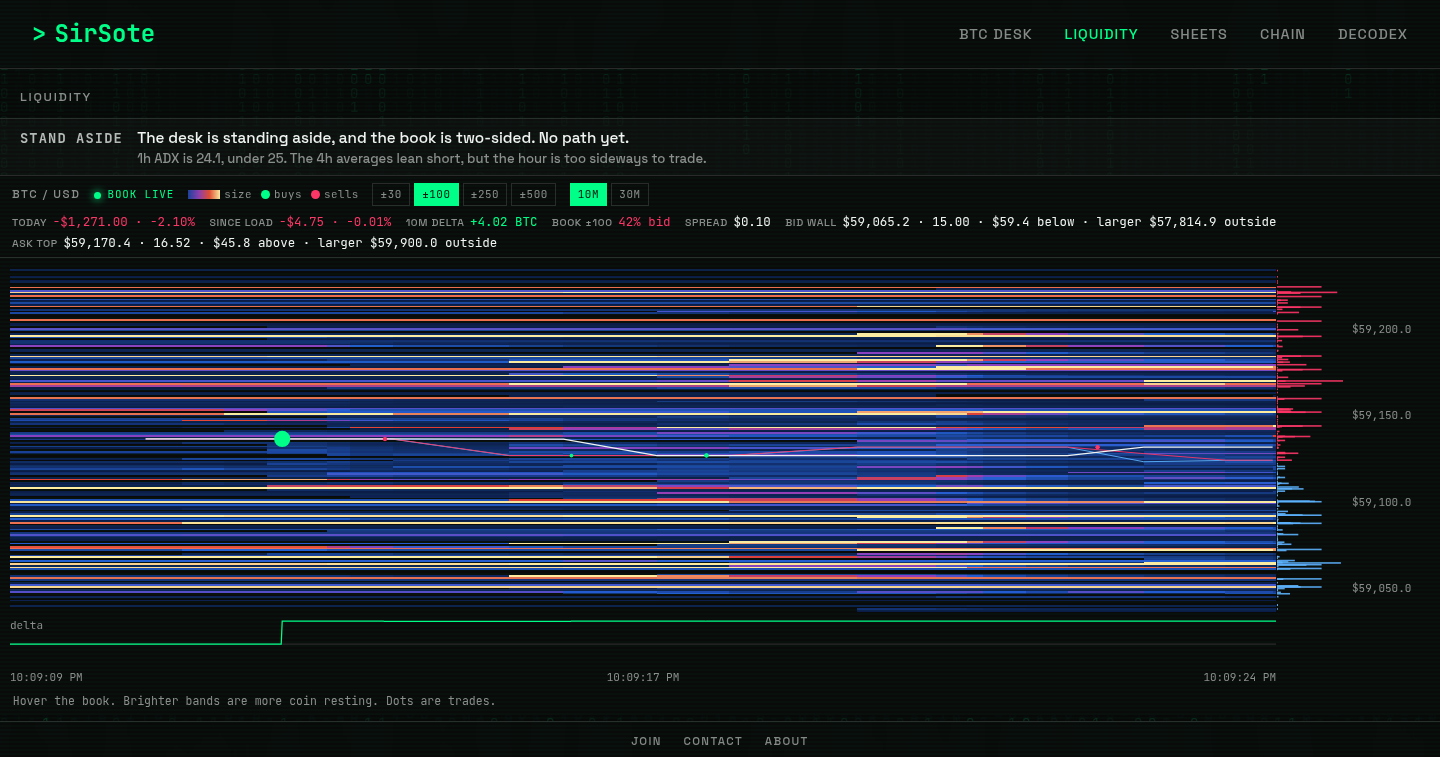 > SirSote
BTC DESK LIQUIDITY SHEETS CHAIN DECODEX
LIQUIDITY
STAND ASIDE The desk is standing aside, and the book is two-sided. No path yet.
1h ADX is 24.1, under 25. The 4h averages lean short, but the hour is too sideways to trade.
BTC / USD BOOK LIVE size buys sells ±30 ±100 ±250 ±500 10M 30M
TODAY -$1,271.00 · -2.10% SINCE LOAD -$4.75 · -0.01% 10M DELTA +4.02 BTC BOOK ±100 42% bid SPREAD $0.10 BID WALL $59,065.2 · 15.00 · $59.4 below · larger $57,814.9 outside
ASK TOP $59,170.4 · 16.52 · $45.8 above · larger $59,900.0 outside
$59,200.0
$59,150.0
$59,100.0
$59,050.0
delta
10:09:09 PM 10:09:17 PM 10:09:24 PM
Hover the book. Brighter bands are more coin resting. Dots are trades.
JOIN CONTACT ABOUT